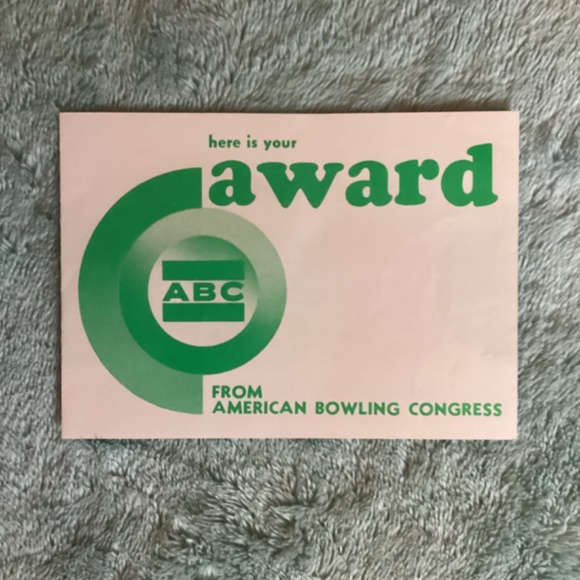 here is your
award
ABC
FROM
AMERICAN BOWLING CONGRESS